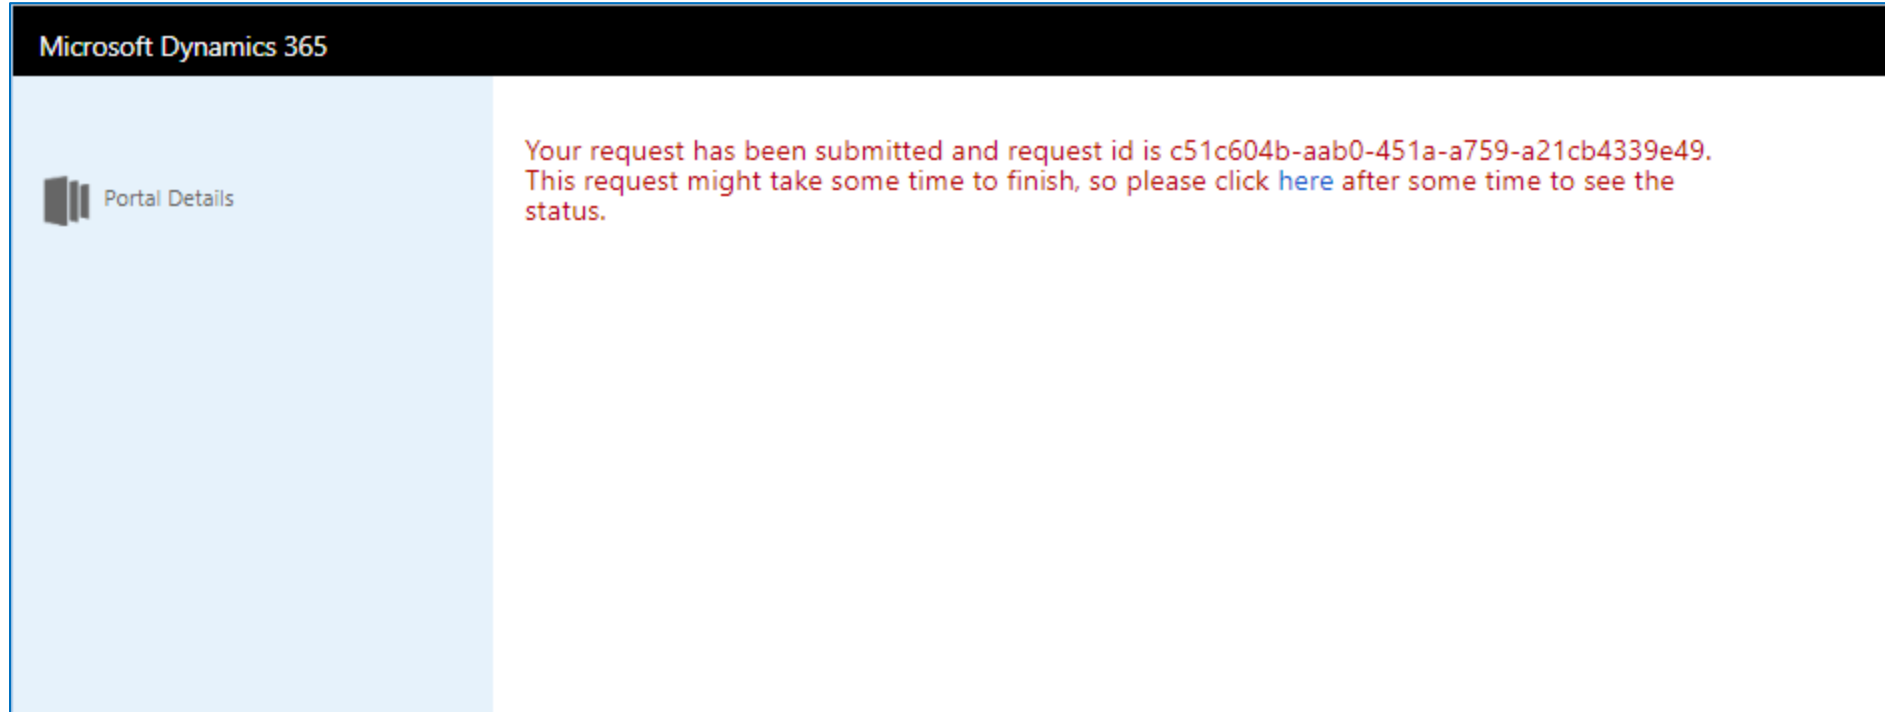 Microsoft Dynamics 365
Portal Details
Your request has been submitted and request id is c51c604b-aab0-451a-a759-a21cb4339e49.
This request might take some time to finish, so please click here after some time to see the
status.